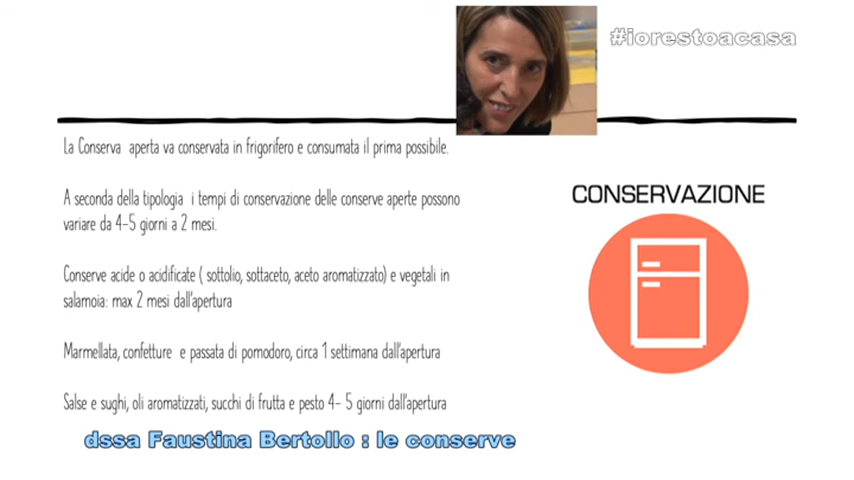 #iorestoacasa
La Conserva aperta va conservata in frigorifero e consumata il prima possibile.
A seconda della tipologia i tempi di conservazione delle conserve aperte possono
variare da 4-5 giorni a 2 mesi.
Conserve acide o acidificate ( sottolio, sottaceto, aceto aromatizzato) e vegetali in
salamoia: max 2 mesi dall'apertura
Marmellata, confetture e passata di pomodoro, circa 1 settimana dall'apertura
Salse e sughi, oli aromatizzati, succhi di frutta e pesto 4- 5 giorni dall'apertura
CONSERVAZIONE
dssa Faustina Bertollo : le conserve